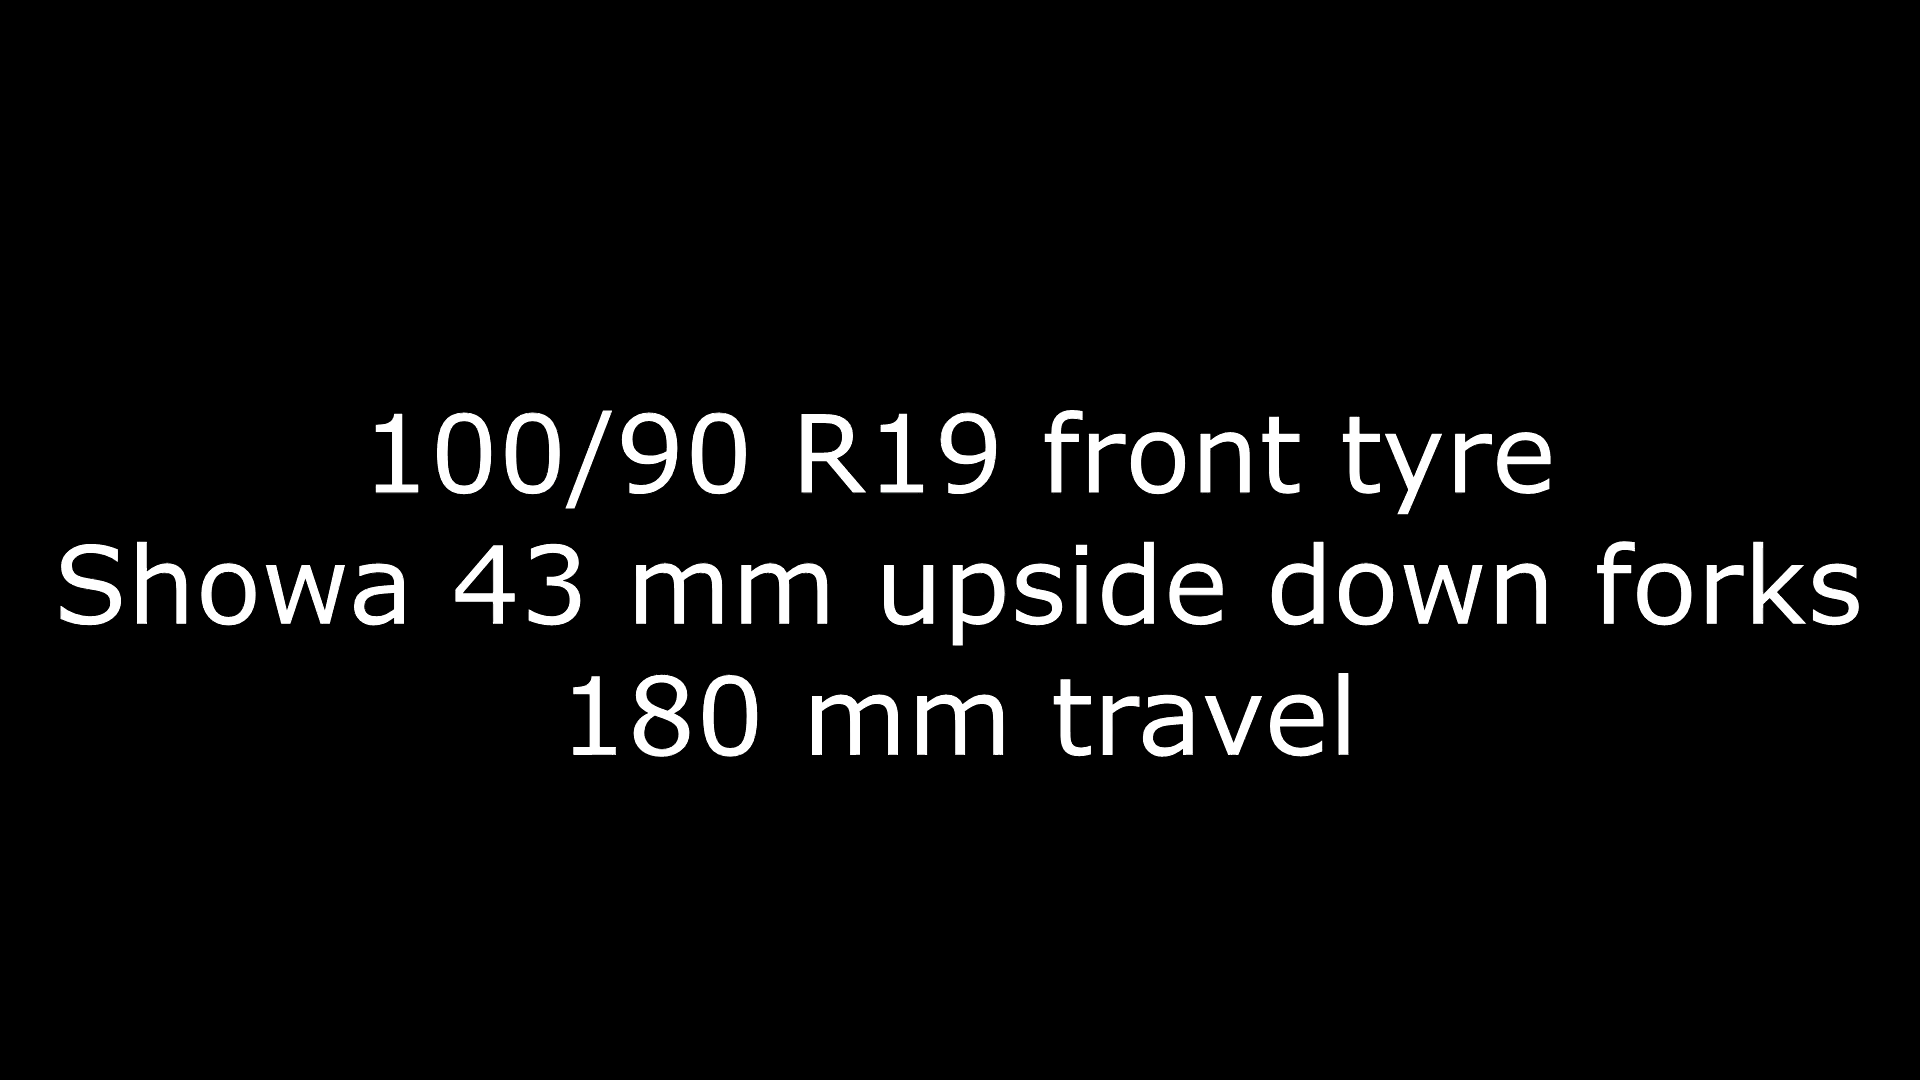 100/90 R19 front tyre
Showa 43 mm upside down forks
180 mm travel